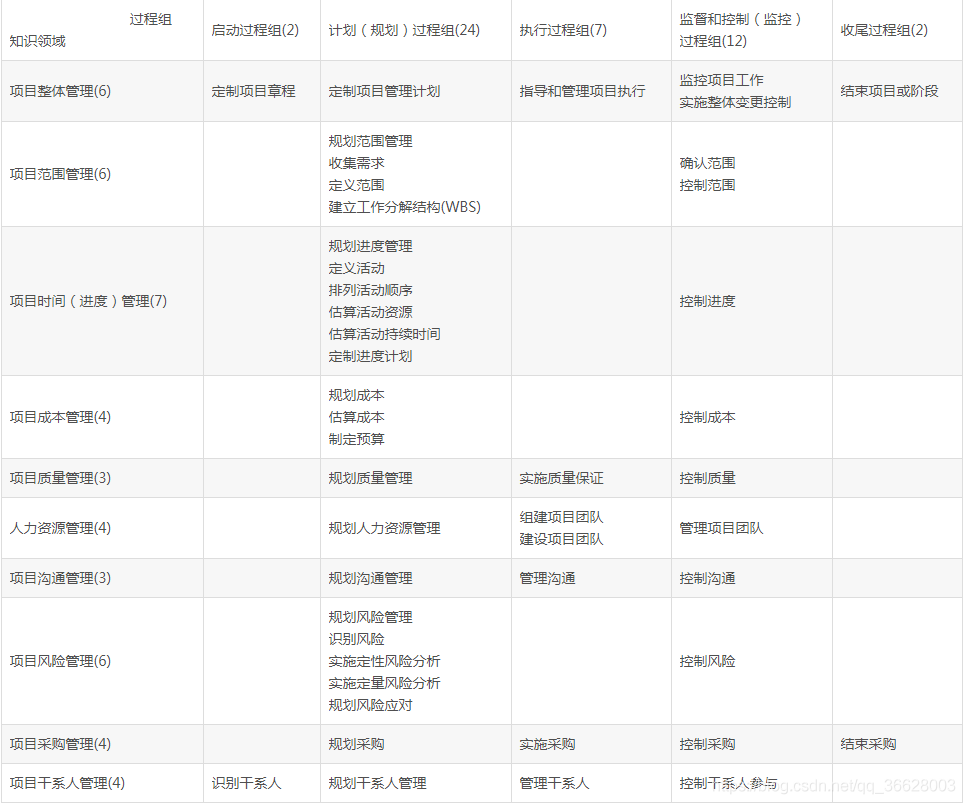 过程组
知识领域
启动过程组(2)
计划（规划）过程组(24)
执行过程组(7)
监督和控制（监控）
过程组(12)
收尾过程组(2)
项目整体管理(6)
定制项目章程
定制项目管理计划
指导和管理项目执行
监控项目工作
实施整体变更控制
结束项目或阶段
项目范围管理(6)
规划范围管理
收集需求
定义范围
建立工作分解结构(WBS)
确认范围
控制范围
项目时间（进度）管理(7)
规划进度管理
定义活动
排列活动顺序
估算活动资源
估算活动持续时间
定制进度计划
控制进度
项目成本管理(4)
规划成本
估算成本
制定预算
控制成本
项目质量管理(3)
规划质量管理
实施质量保证
控制质量
人力资源管理(4)
规划人力资源管理
组建项目团队
建设项目团队
管理项目团队
项目沟通管理(3)
规划沟通管理
管理沟通
控制沟通
项目风险管理(6)
规划风险管理
识别风险
实施定性风险分析
实施定量风险分析
规划风险应对
控制风险
项目采购管理(4)
规划采购
实施采购
控制采购
结束采购
项目干系人管理(4)
识别干系人
规划干系人管理
管理干系人
控制干系人参与
https://blog.csdn.net/qq_36628003